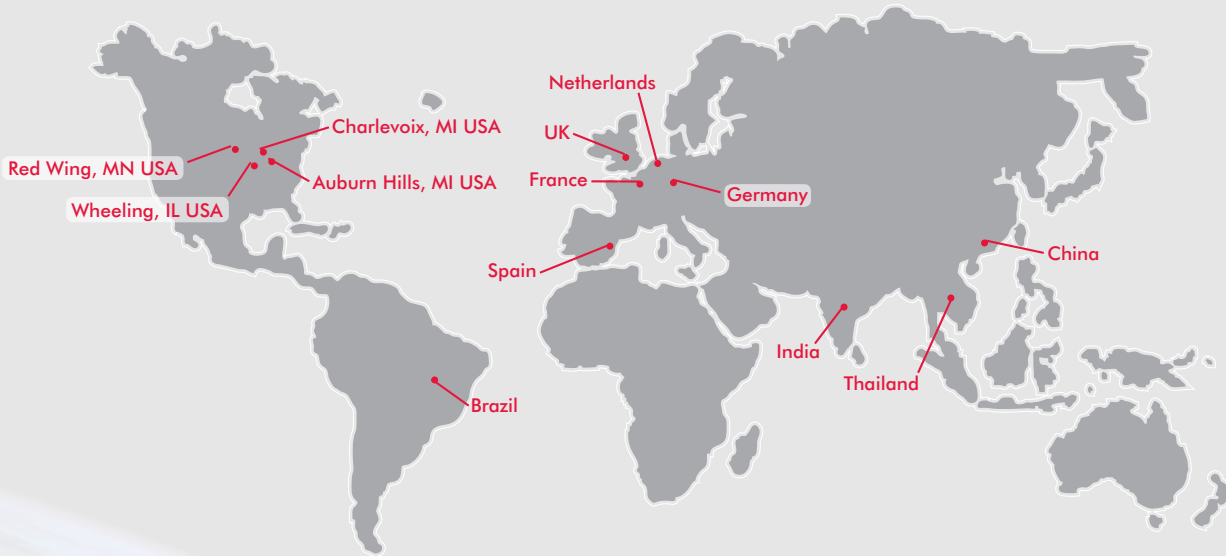 Netherlands
Charlevoix, MI USA
UK
Red Wing, MN USA
France
Auburn Hills, MI USA
Germany
Wheeling, IL USA
China
Spain
India
Thailand
Brazil